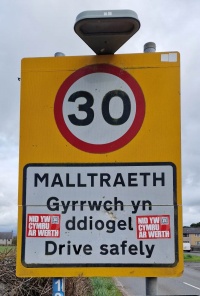 30
MALLTRAETH
Gyrrwch yn
ddiogel
NID YW
CYMRU
AR WERTH
NID YW
CYMRU
AR WERTH
Drive safely